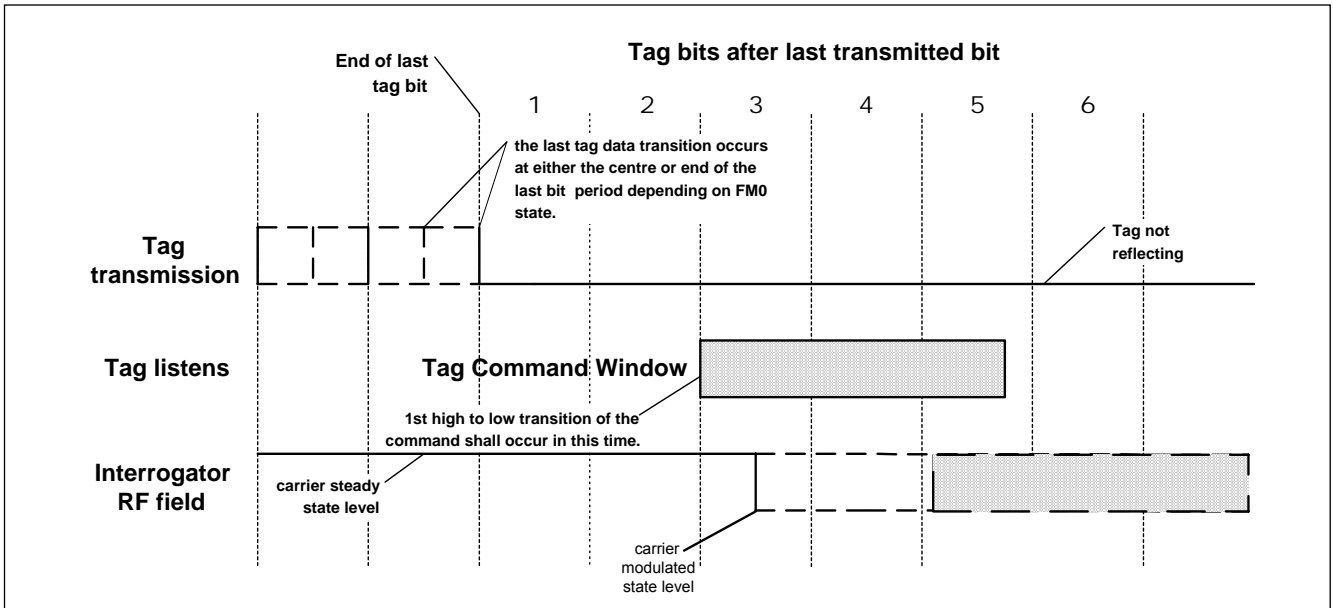 Tag bits after last transmitted bit
End of last
tag bit
1 2 3 4 5 6
the last tag data transition occurs
at either the centre or end of the
last bit period depending on FM0
state.
Tag not
reflecting
Tag
transmission
Tag listens
Tag Command Window
1st high to low transition of the
command shall occur in this time.
Interrogator
RF field
carrier steady
state level
carrier
modulated
state level